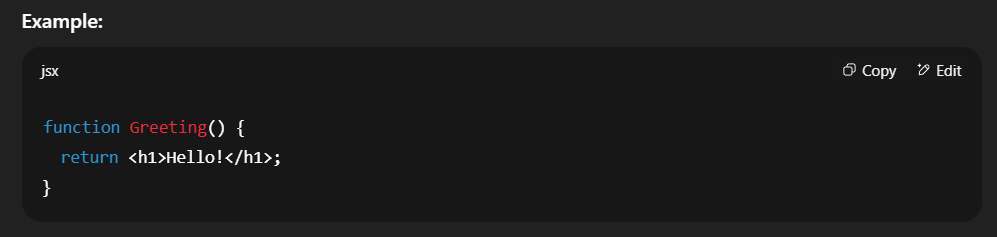 Example:
jsx
Copy Edit
function Greeting() {
  return <h1>Hello!</h1>;
}